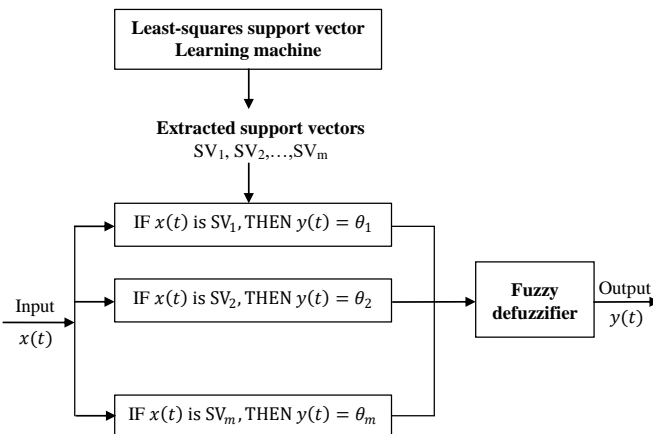 Least-squares support vector
Learning machine
Extracted support vectors
SV₁, SV₂,…,SVₘ
IF x(t) is SV₁, THEN y(t) = θ₁
IF x(t) is SV₂, THEN y(t) = θ₂
Input
x(t)
Fuzzy
defuzzifier
Output
y(t)
IF x(t) is SVₘ, THEN y(t) = θₘ